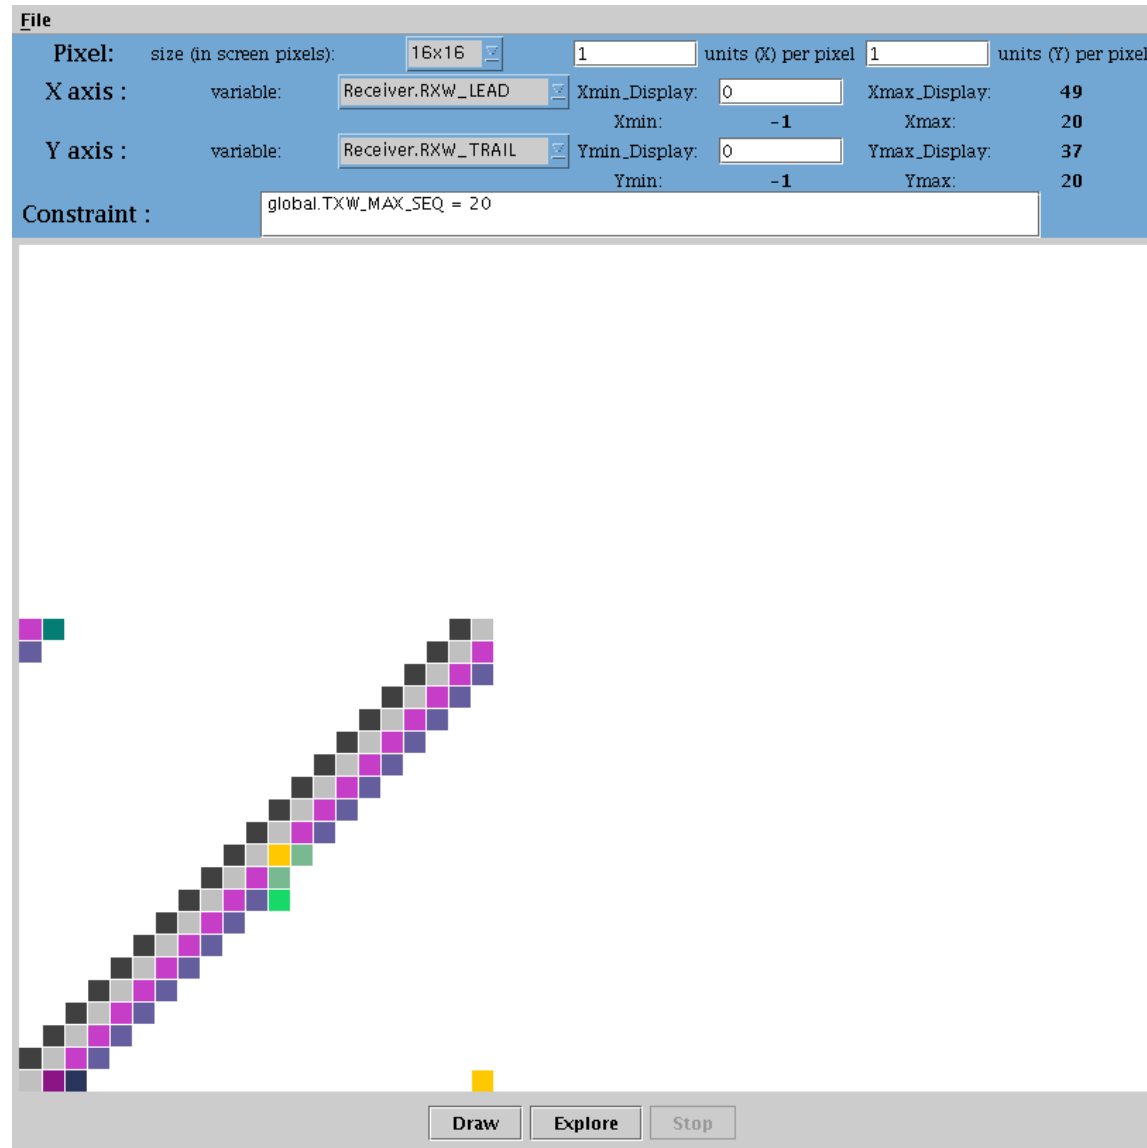 File
Pixel: size (in screen pixels): 16x16 1 units (X) per pixel 1 units (Y) per pixel
X axis : variable: Receiver.RXW_LEAD Xmin_Display: 0 Xmax_Display: 49
Xmin: -1 Xmax: 20
Y axis : variable: Receiver.RXW_TRAIL Ymin_Display: 0 Ymax_Display: 37
Ymin: -1 Ymax: 20
Constraint : global.TXW_MAX_SEQ = 20
Draw Explore Stop